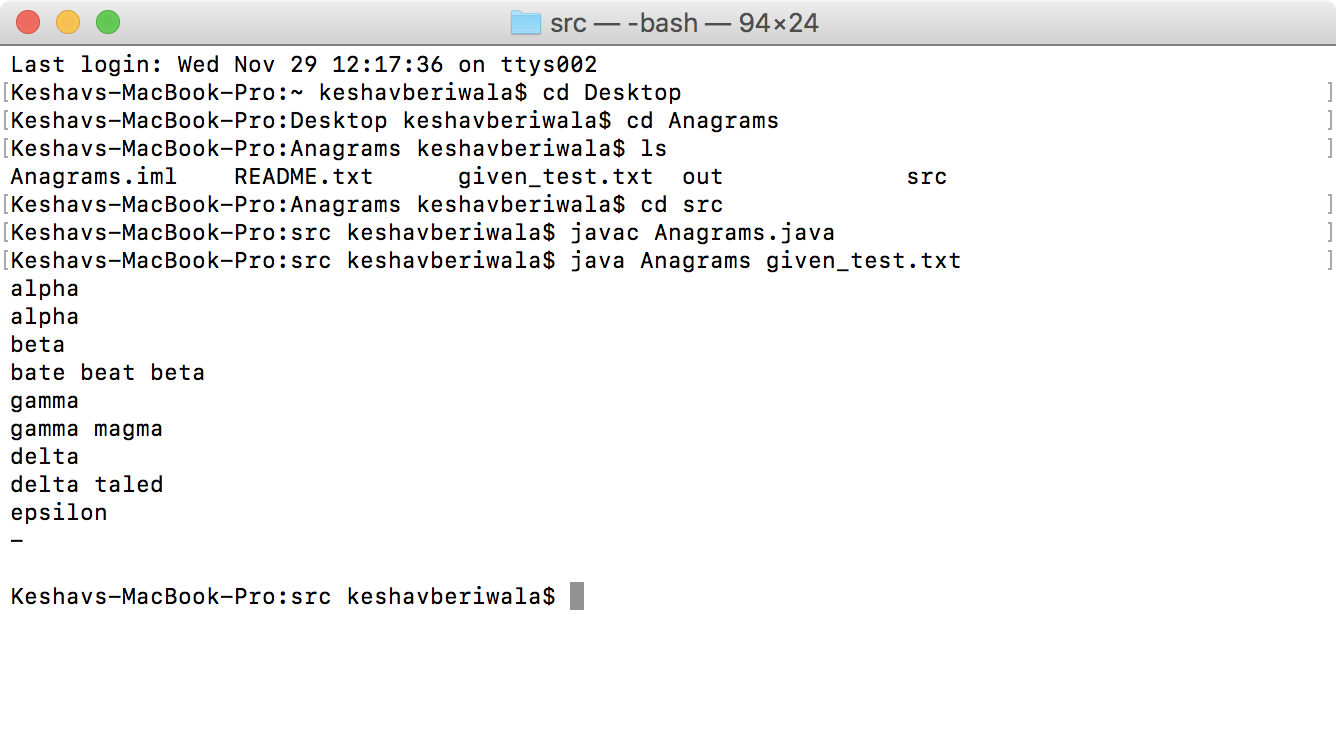 src — -bash — 94×24
Last login: Wed Nov 29 12:17:36 on ttys002
[Keshavs-MacBook-Pro:~ keshavberiwala$ cd Desktop ]
[Keshavs-MacBook-Pro:Desktop keshavberiwala$ cd Anagrams ]
[Keshavs-MacBook-Pro:Anagrams keshavberiwala$ ls ]
Anagrams.iml README.txt given_test.txt out src
[Keshavs-MacBook-Pro:Anagrams keshavberiwala$ cd src ]
[Keshavs-MacBook-Pro:src keshavberiwala$ javac Anagrams.java ]
[Keshavs-MacBook-Pro:src keshavberiwala$ java Anagrams given_test.txt ]
alpha
alpha
beta
bate beat beta
gamma
gamma magma
delta
delta taled
epsilon
-
Keshavs-MacBook-Pro:src keshavberiwala$